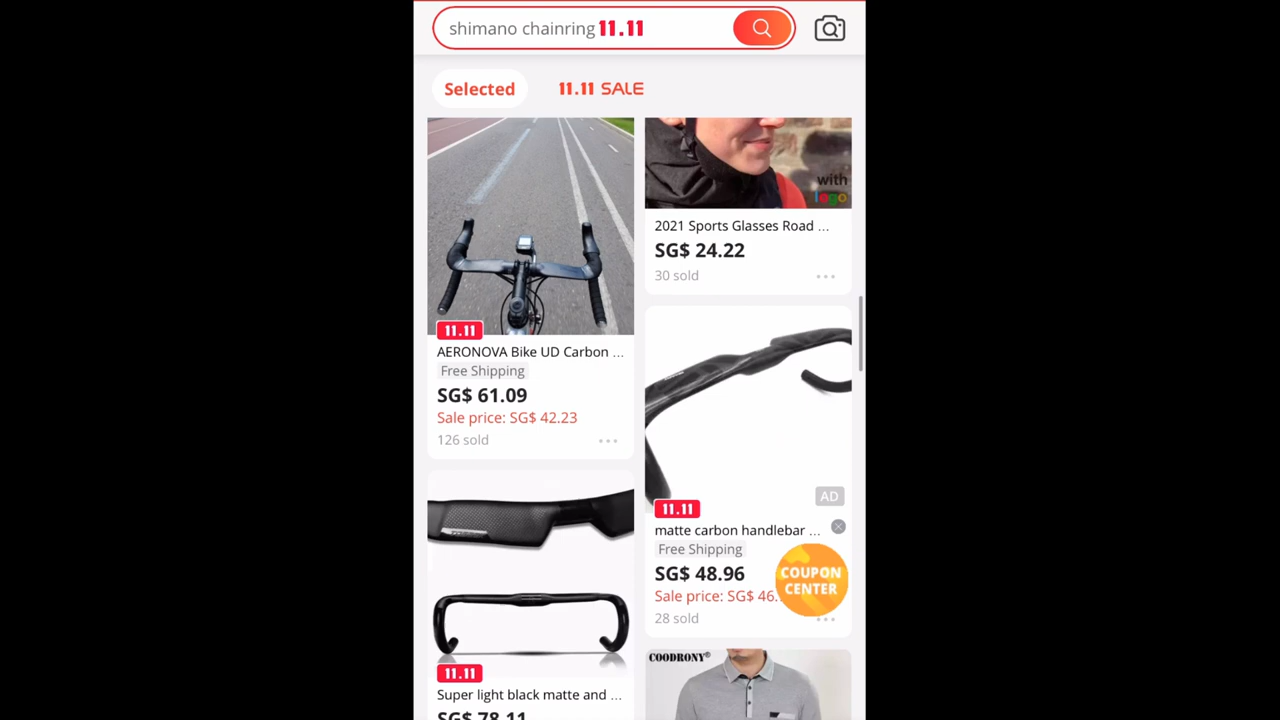 shimano chainring 11.11
Selected
11.11 SALE
11.11
AERONOVA Bike UD Carbon ...
Free Shipping
SG$ 61.09
Sale price: SG$ 42.23
126 sold
11.11
Super light black matte and ...
SG$ 78.11
with
logo
2021 Sports Glasses Road ...
SG$ 24.22
30 sold
AD
11.11
matte carbon handlebar ...
Free Shipping
SG$ 48.96
Sale price: SG$ 46.
28 sold
COUPON
CENTER
COODRONY®